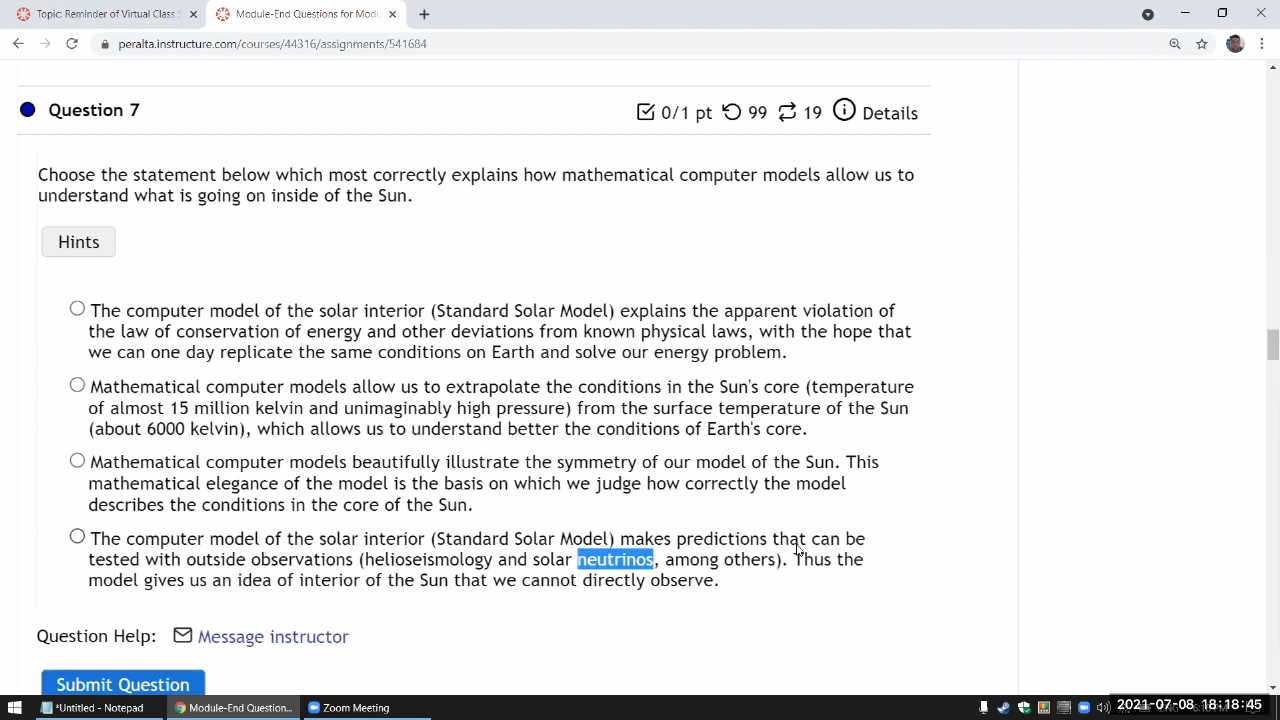 Topic: Reminder of Virtual Class S
Module-End Questions for Modu
peralta.instructure.com/courses/44316/assignments/541684
Question 7
0/1 pt 99 19 Details
Choose the statement below which most correctly explains how mathematical computer models allow us to
understand what is going on inside of the Sun.
Hints
The computer model of the solar interior (Standard Solar Model) explains the apparent violation of
the law of conservation of energy and other deviations from known physical laws, with the hope that
we can one day replicate the same conditions on Earth and solve our energy problem.
Mathematical computer models allow us to extrapolate the conditions in the Sun's core (temperature
of almost 15 million kelvin and unimaginably high pressure) from the surface temperature of the Sun
(about 6000 kelvin), which allows us to understand better the conditions of Earth's core.
Mathematical computer models beautifully illustrate the symmetry of our model of the Sun. This
mathematical elegance of the model is the basis on which we judge how correctly the model
describes the conditions in the core of the Sun.
The computer model of the solar interior (Standard Solar Model) makes predictions that can be
tested with outside observations (helioseismology and solar neutrinos, among others). Thus the
model gives us an idea of interior of the Sun that we cannot directly observe.
Question Help: Message instructor
Submit Question
*Untitled - Notepad
Module-End Question...
Zoom Meeting
2021-07-08 18:18:45